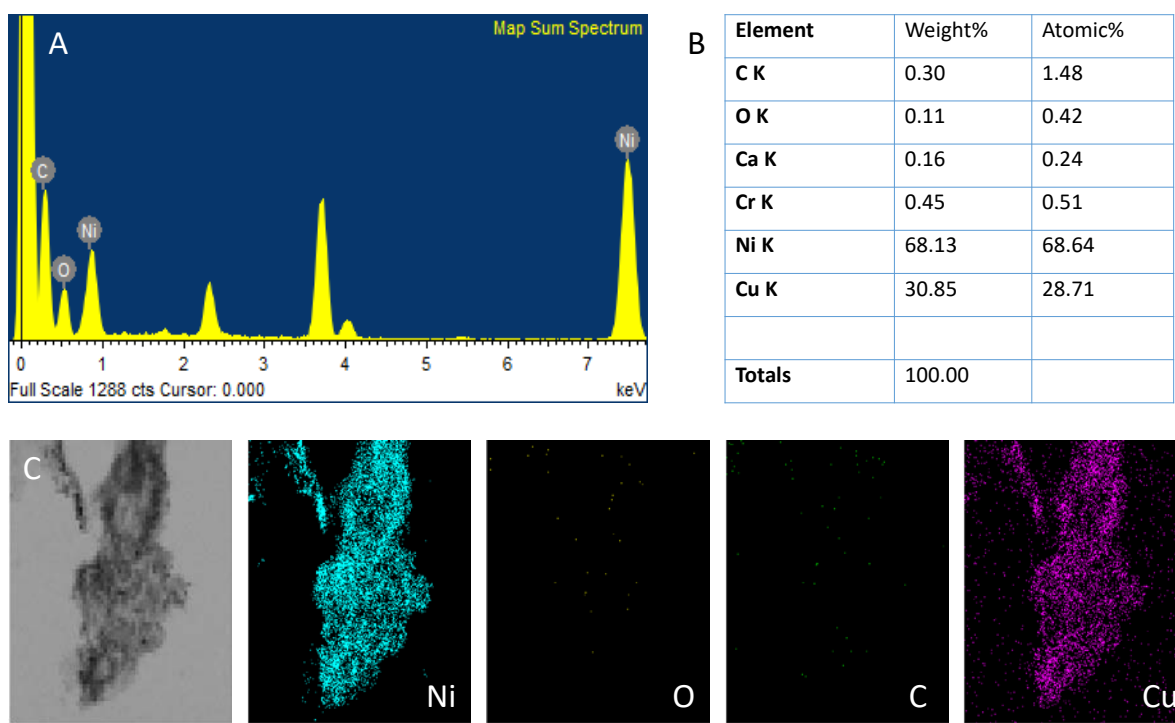 A
Map Sum Spectrum
C
O
Ni
Ni
0 1 2 3 4 5 6 7
Full Scale 1288 cts Cursor: 0.000 keV
B
Element Weight% Atomic%
C K 0.30 1.48
O K 0.11 0.42
Ca K 0.16 0.24
Cr K 0.45 0.51
Ni K 68.13 68.64
Cu K 30.85 28.71
Totals 100.00
C
Ni
O
C
Cu